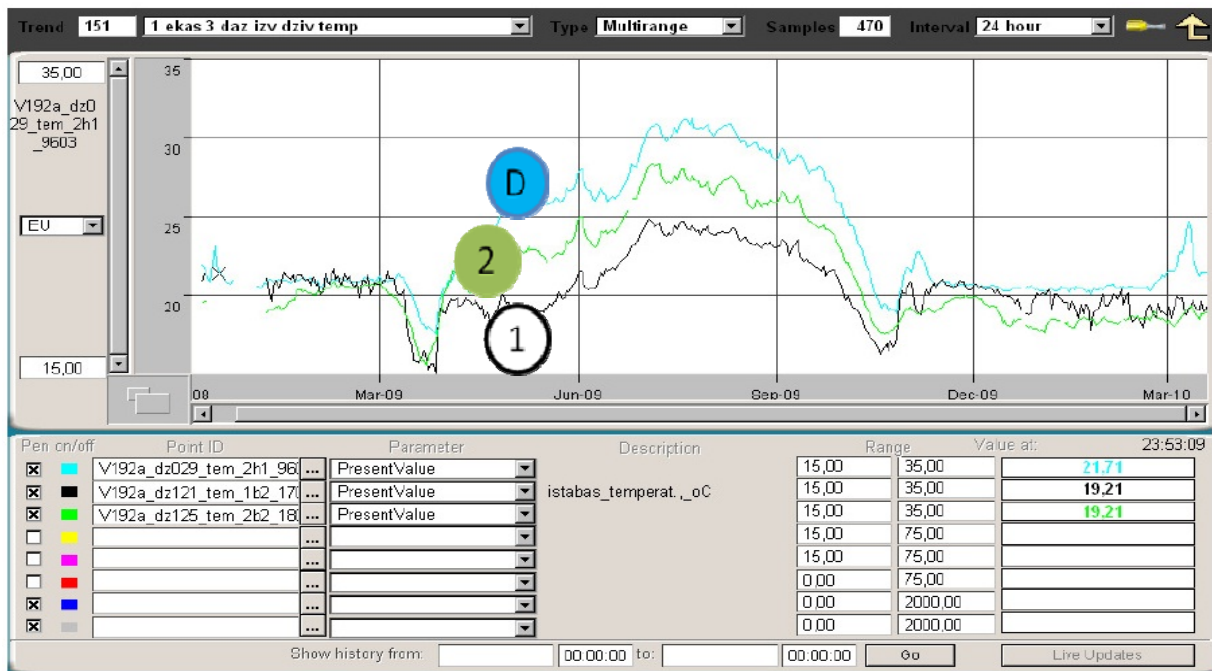 Trend 151 1 ekas 3 daz izv dziv temp Type Multirange Samples 470 Interval 24 hour
35,00
V192a_dz0
29_tem_2h1
_9603
EU
15,00
35
30
25
20
D
2
1
08 Mar-09 Jun-09 Sep-09 Dec-09 Mar-10
Pen on/off Point ID Parameter Description Range Value at: 23:53:09
V192a_dz029_tem_2h1_960 ... PresentValue 15,00 35,00 21,71
V192a_dz121_tem_1b2_170 ... PresentValue istabas_temperat.,_oC 15,00 35,00 19,21
V192a_dz125_tem_2b2_180 ... PresentValue 15,00 35,00 19,21
... 15,00 75,00
... 15,00 75,00
... 0,00 75,00
... 0,00 2000,00
... 0,00 2000,00
Show history from: 00:00:00 to: 00:00:00 Go Live Updates